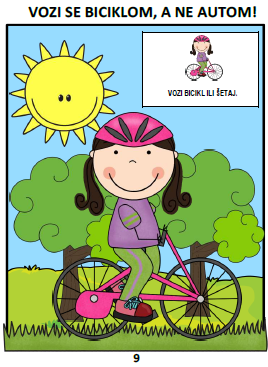 VOZI SE BICIKLOM, A NE AUTOM!
VOZI BICIKL ILI ŠETAJ.
9